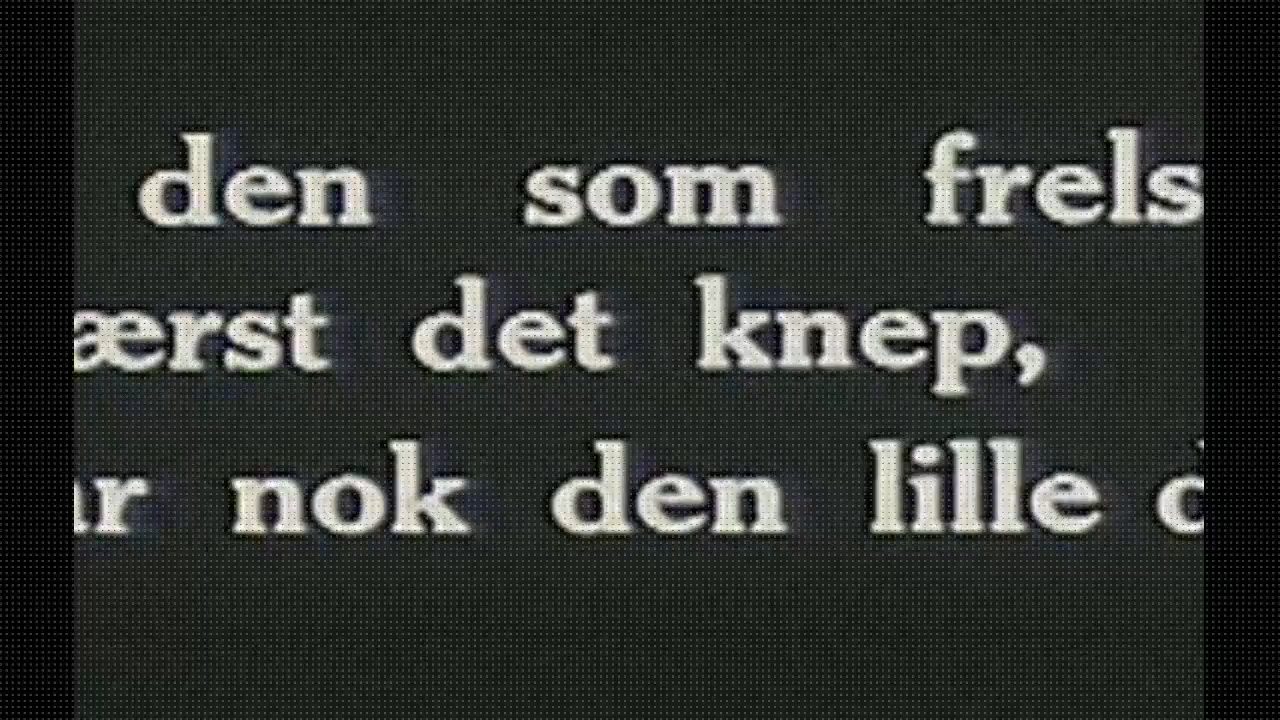 den som frels
ærst det knep,
r nok den lille